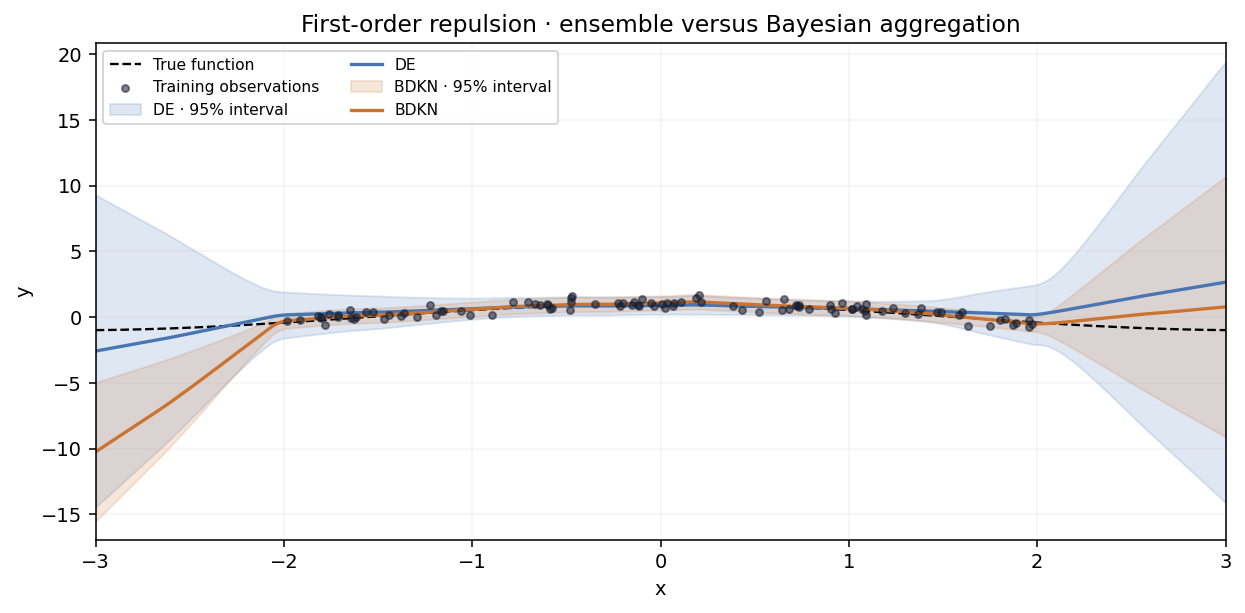 First-order repulsion · ensemble versus Bayesian aggregation
True function
Training observations
DE · 95% interval
DE
BDKN · 95% interval
BDKN
20
15
10
5
0
−5
−10
−15
y
−3
−2
−1
0
1
2
3
x